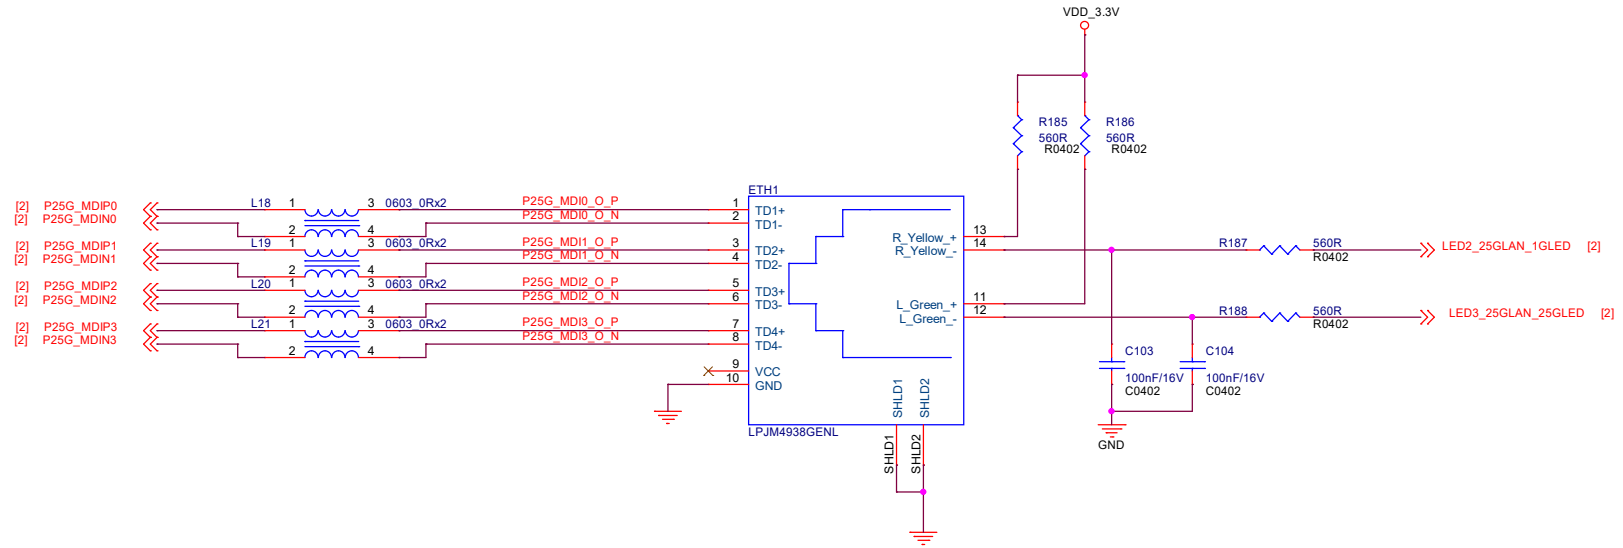 VDD_3.3V
R185
560R
R0402
R186
560R
R0402
[2] P25G_MDIP0
[2] P25G_MDIN0
L18 1 3 0603_0Rx2
2 4
P25G_MDI0_O_P
P25G_MDI0_O_N
[2] P25G_MDIP1
[2] P25G_MDIN1
L19 1 3 0603_0Rx2
2 4
P25G_MDI1_O_P
P25G_MDI1_O_N
[2] P25G_MDIP2
[2] P25G_MDIN2
L20 1 3 0603_0Rx2
2 4
P25G_MDI2_O_P
P25G_MDI2_O_N
[2] P25G_MDIP3
[2] P25G_MDIN3
L21 1 3 0603_0Rx2
2 4
P25G_MDI3_O_P
P25G_MDI3_O_N
ETH1
1 TD1+
2 TD1-
3 TD2+
4 TD2-
5 TD3+
6 TD3-
7 TD4+
8 TD4-
9 VCC
10 GND
R_Yellow_+ 13
R_Yellow_- 14
L_Green_+ 11
L_Green_- 12
SHLD1
SHLD2
LPJM4938GENL
SHLD1
SHLD2
R187 560R
R0402
LED2_25GLAN_1GLED [2]
R188 560R
R0402
LED3_25GLAN_25GLED [2]
C103
100nF/16V
C0402
C104
100nF/16V
C0402
GND